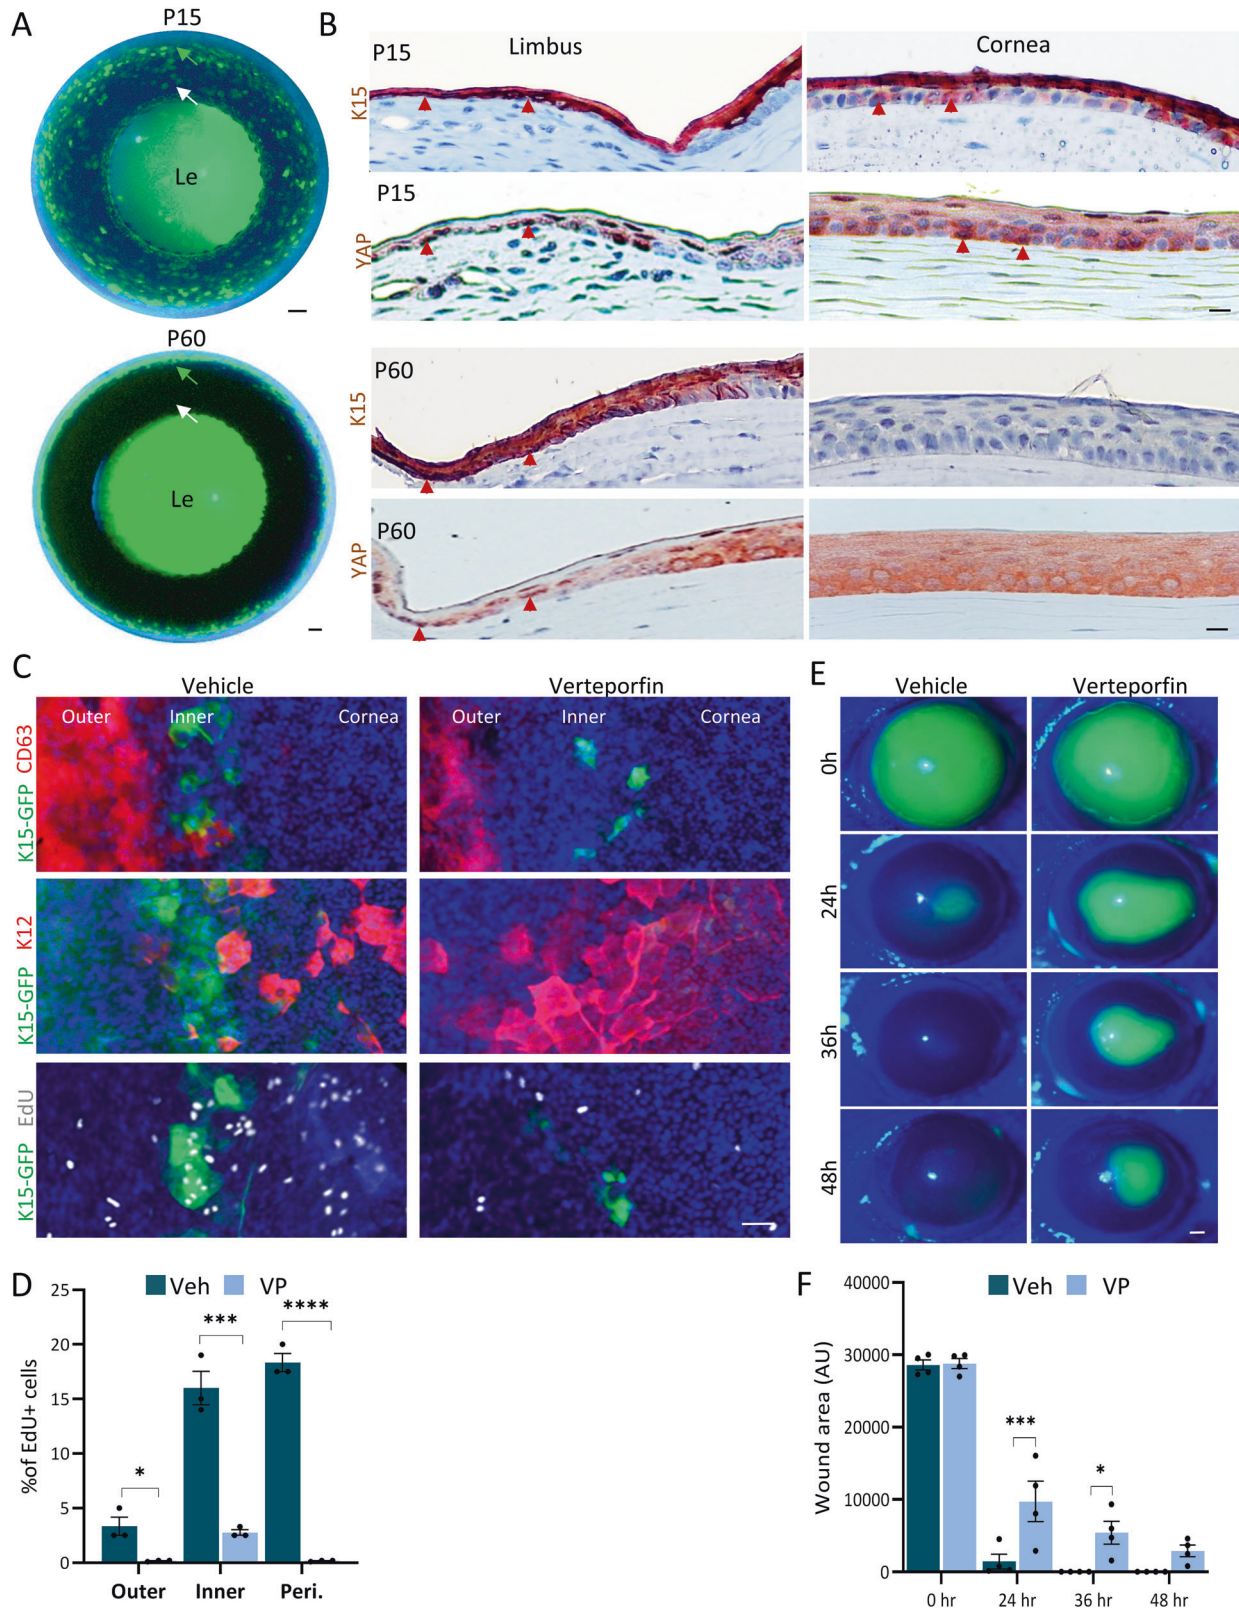 A
P15
Le
P60
Le
B
Limbus
Cornea
P15
K15
P15
YAP
P60
K15
P60
YAP
C
Vehicle
Verteporfin
Outer
Inner
Cornea
Outer
Inner
Cornea
K15-GFP CD63
K15-GFP K12
K15-GFP EdU
E
Vehicle
Verteporfin
0h
24h
36h
48h
D
Veh
VP
%of EdU+ cells
25
20
15
10
5
0
*
***
****
Outer
Inner
Peri.
F
Veh
VP
Wound area (AU)
40000
30000
20000
10000
0
***
*
0 hr
24 hr
36 hr
48 hr